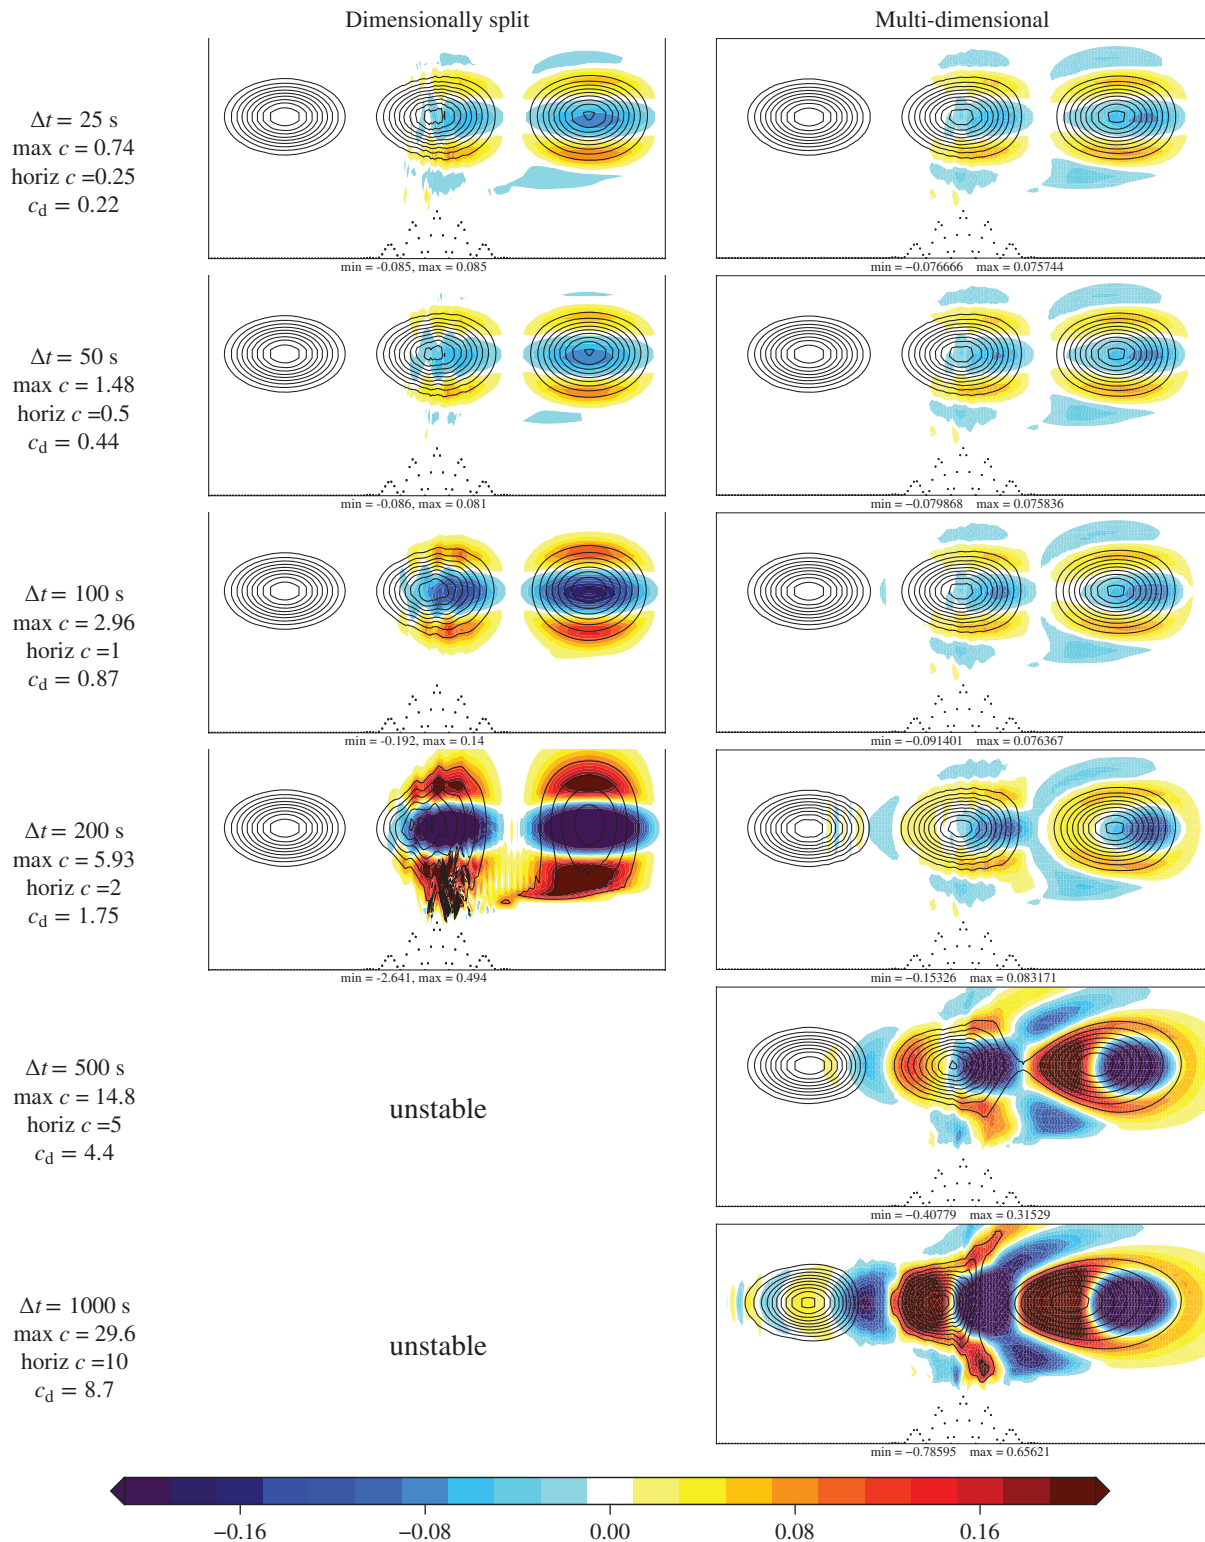 Dimensionally split
Multi-dimensional
Δt = 25 s
max c = 0.74
horiz c =0.25
c_d = 0.22
min = -0.085, max = 0.085
min = −0.076666 max = 0.075744
Δt = 50 s
max c = 1.48
horiz c =0.5
c_d = 0.44
min = -0.086, max = 0.081
min = −0.079868 max = 0.075836
Δt = 100 s
max c = 2.96
horiz c =1
c_d = 0.87
min = -0.192, max = 0.14
min = −0.091401 max = 0.076367
Δt = 200 s
max c = 5.93
horiz c =2
c_d = 1.75
min = -2.641, max = 0.494
min = −0.15326 max = 0.083171
Δt = 500 s
max c = 14.8
horiz c =5
c_d = 4.4
unstable
min = −0.40779 max = 0.31529
Δt = 1000 s
max c = 29.6
horiz c =10
c_d = 8.7
unstable
min = −0.78595 max = 0.65621
−0.16 −0.08 0.00 0.08 0.16